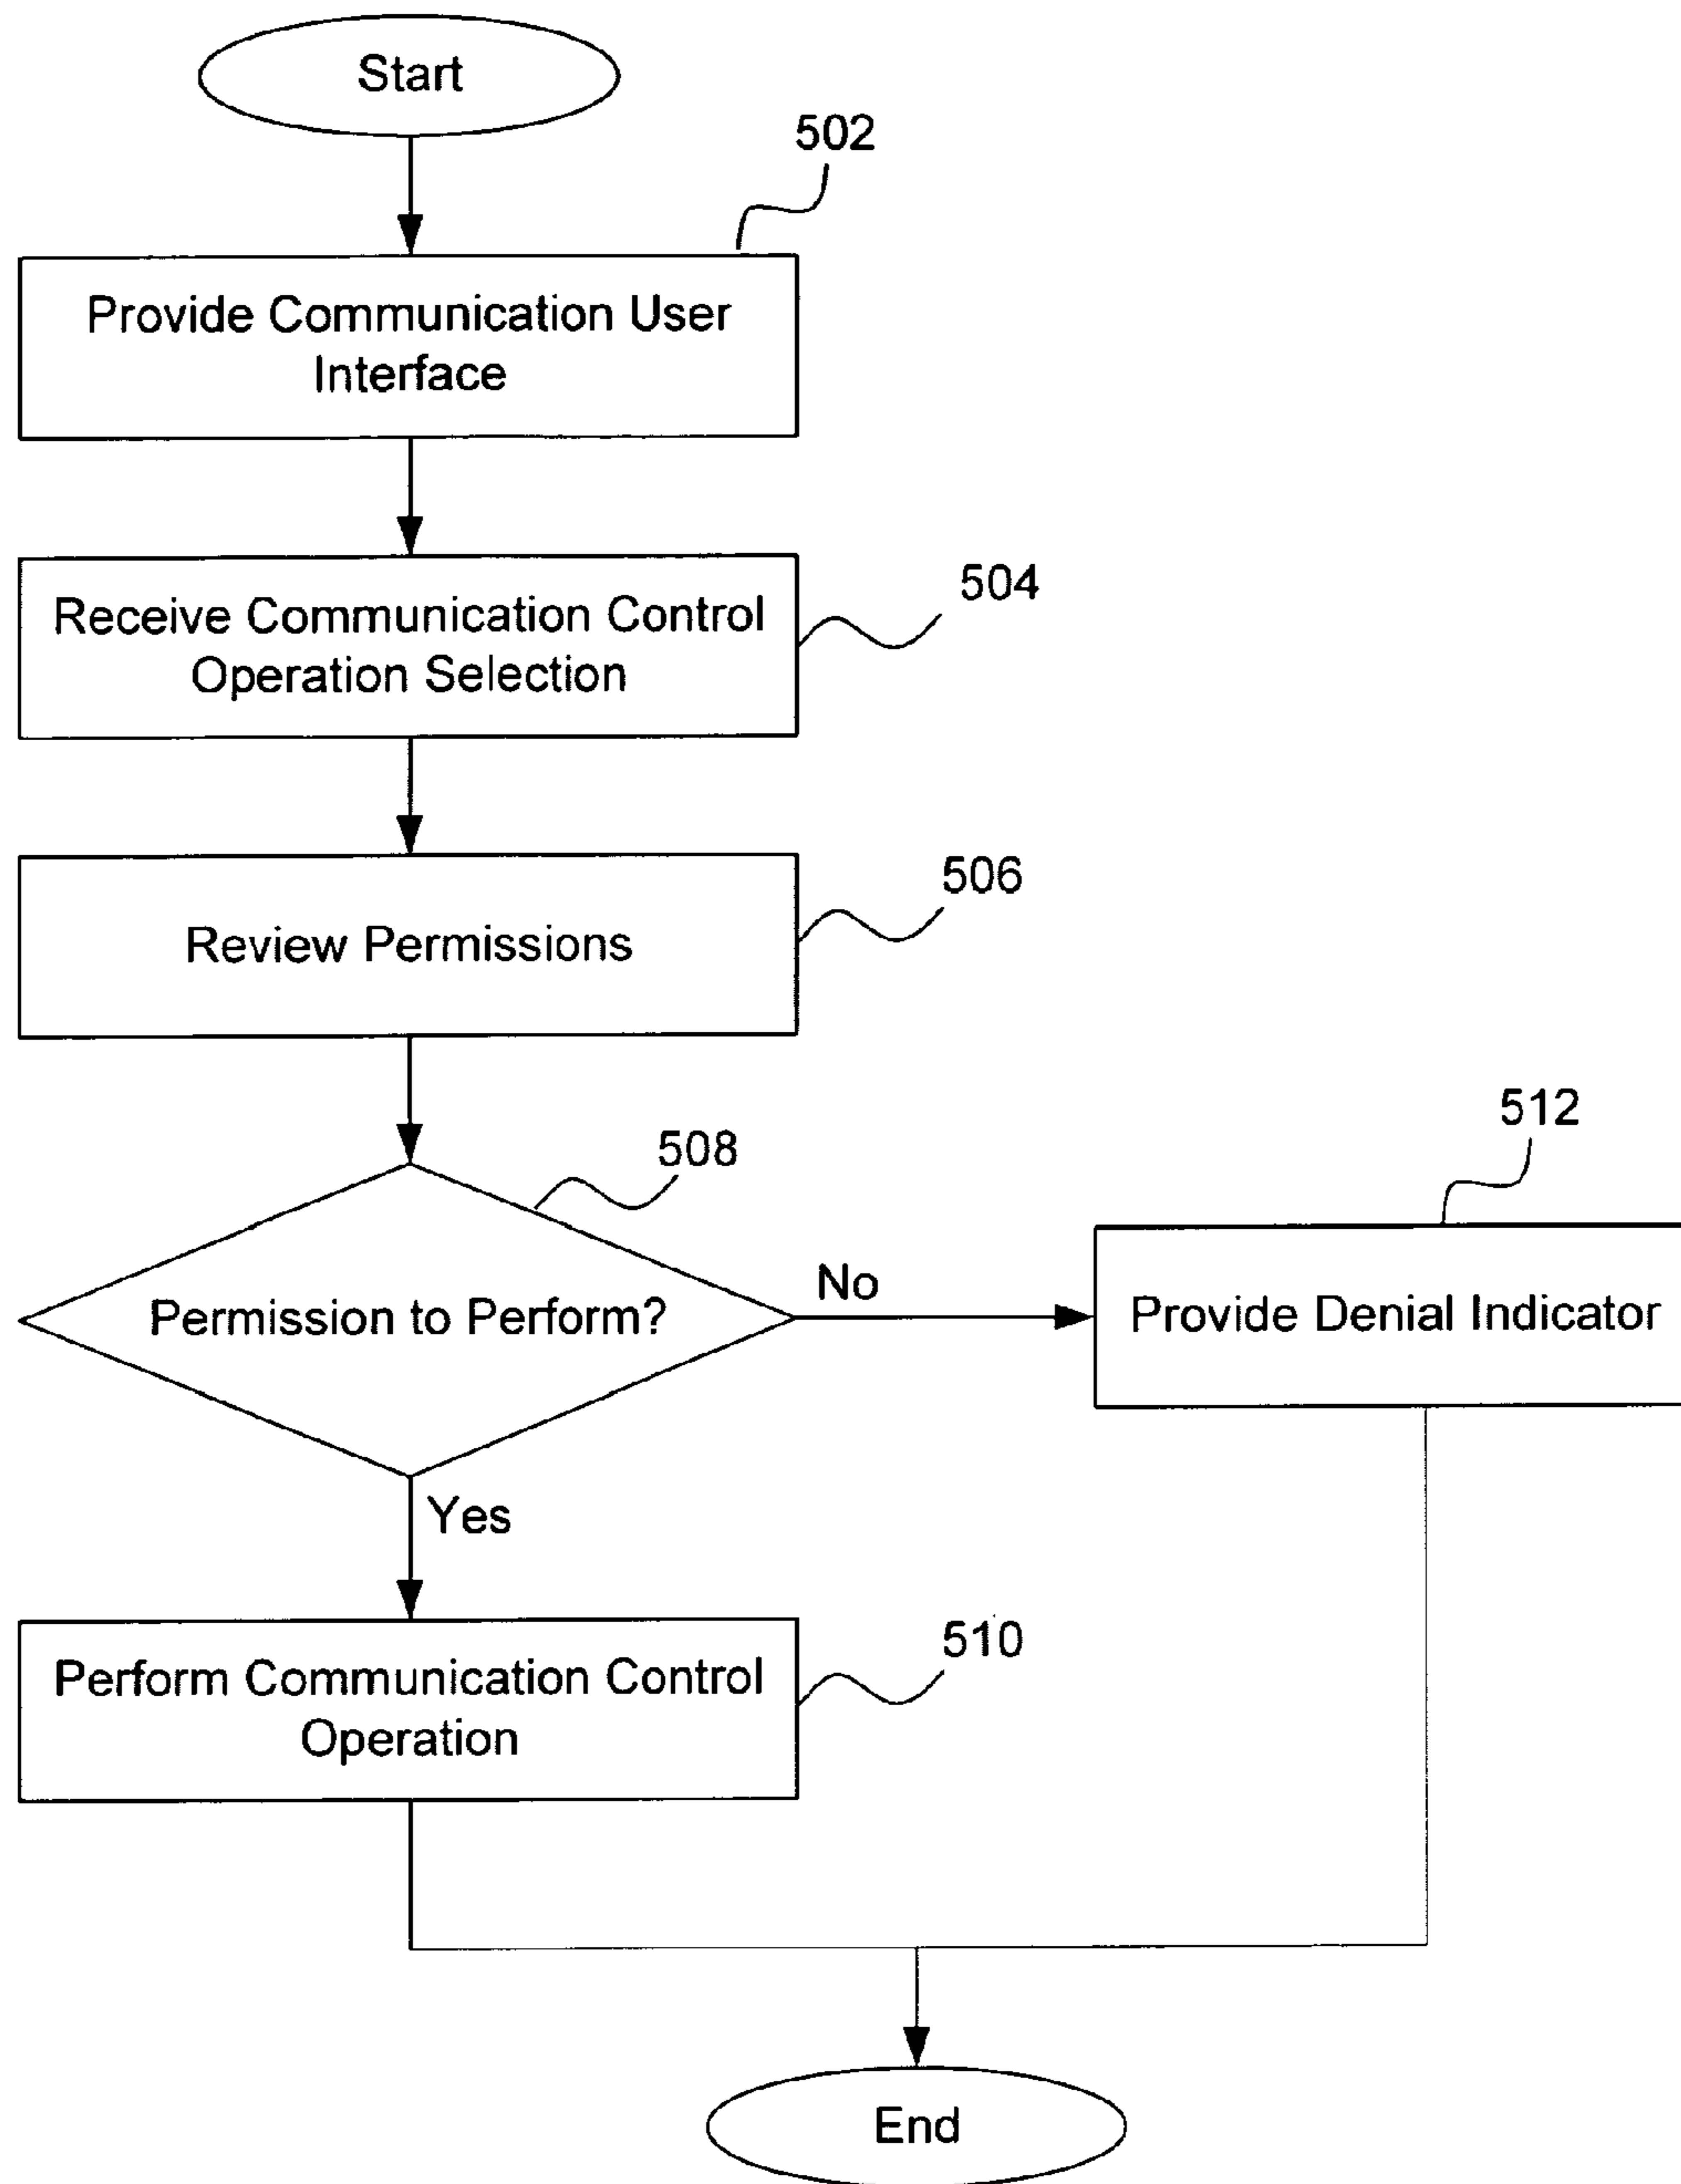 Start
502
Provide Communication User
Interface
504
Receive Communication Control
Operation Selection
506
Review Permissions
508
512
Permission to Perform?
No
Provide Denial Indicator
Yes
510
Perform Communication Control
Operation
End